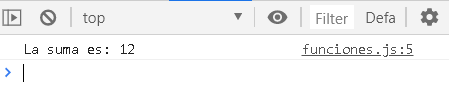 top Filter Defa
La suma es: 12 funciones.js:5